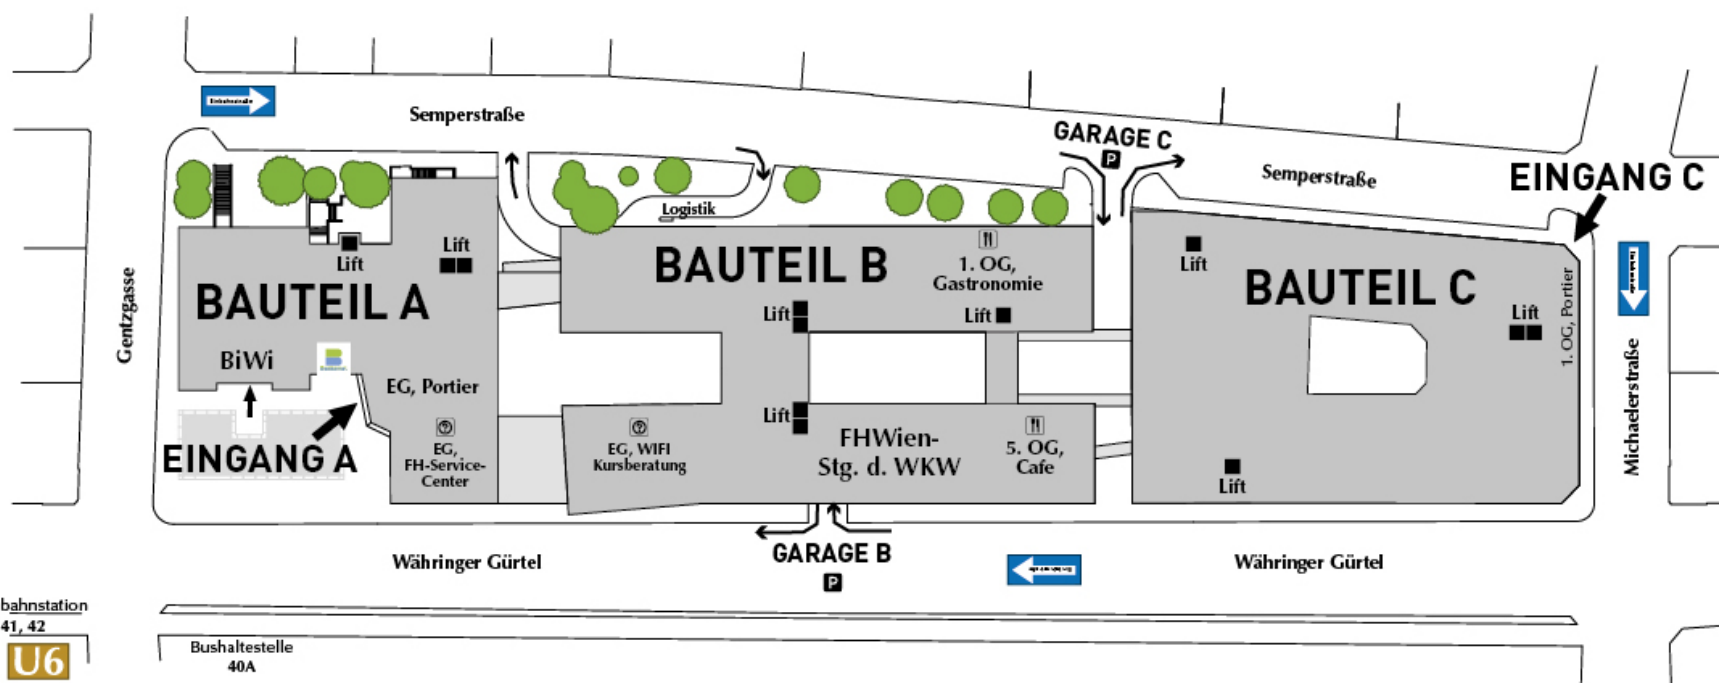 Semperstraße
GARAGE C
P
Semperstraße
EINGANG C
Logistik
Lift
Lift
BAUTEIL A
BAUTEIL B
1. OG,
Gastronomie
Lift
Lift
Lift
BAUTEIL C
Lift
1. OG, Portier
Gentzgasse
BiWi
EG, Portier
EINGANG A
EG,
FH-Service-
Center
EG, WIFI
Kursberatung
Lift
FHWien-
Stg. d. WKW
5. OG,
Cafe
Lift
Michaelerstraße
Währinger Gürtel
GARAGE B
P
Währinger Gürtel
bahnstation
41, 42
U6
Bushaltestelle
40A